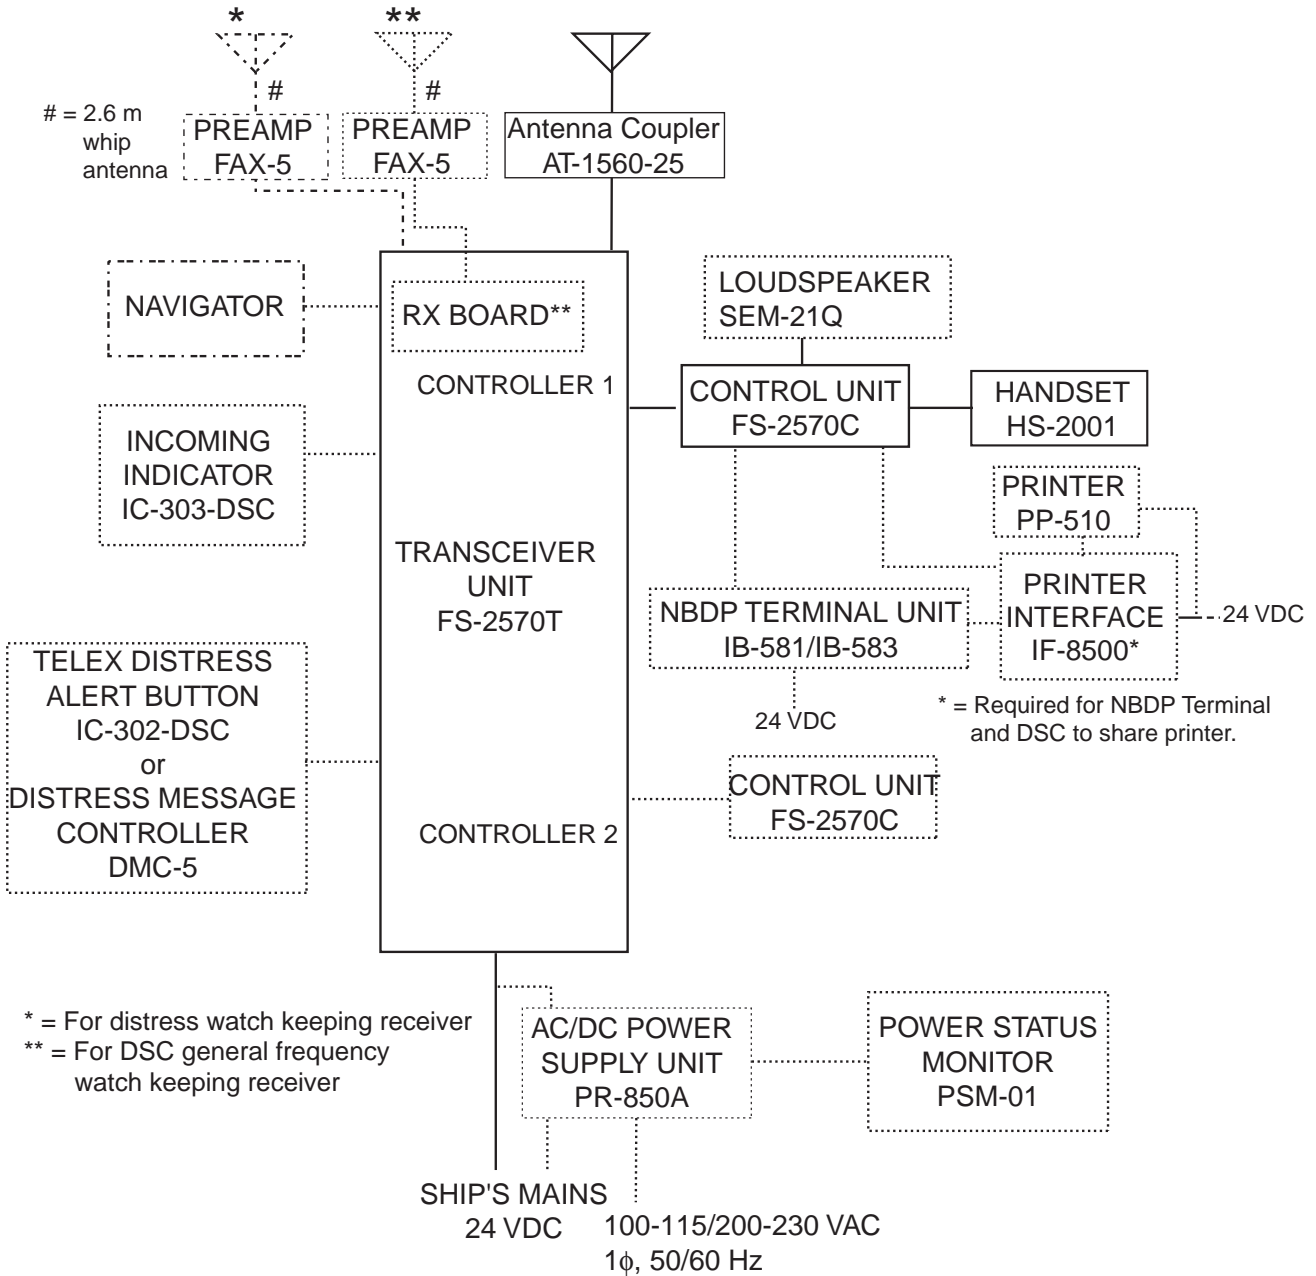 *
**
#
#
# = 2.6 m
whip
antenna
PREAMP
FAX-5
PREAMP
FAX-5
Antenna Coupler
AT-1560-25
NAVIGATOR
RX BOARD**
LOUDSPEAKER
SEM-21Q
CONTROLLER 1
CONTROL UNIT
FS-2570C
HANDSET
HS-2001
INCOMING
INDICATOR
IC-303-DSC
PRINTER
PP-510
TRANSCEIVER
UNIT
FS-2570T
NBDP TERMINAL UNIT
IB-581/IB-583
PRINTER
INTERFACE
IF-8500*
24 VDC
TELEX DISTRESS
ALERT BUTTON
IC-302-DSC
or
DISTRESS MESSAGE
CONTROLLER
DMC-5
24 VDC
* = Required for NBDP Terminal
and DSC to share printer.
CONTROL UNIT
FS-2570C
CONTROLLER 2
* = For distress watch keeping receiver
** = For DSC general frequency
watch keeping receiver
AC/DC POWER
SUPPLY UNIT
PR-850A
POWER STATUS
MONITOR
PSM-01
SHIP'S MAINS
24 VDC
100-115/200-230 VAC
1ϕ, 50/60 Hz